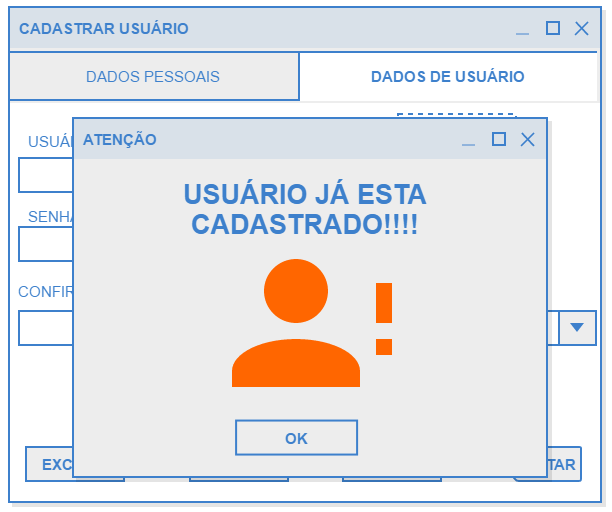 CADASTRAR USUÁRIO
DADOS PESSOAIS
DADOS DE USUÁRIO
ATENÇÃO
USUÁRIO JÁ ESTA
CADASTRADO!!!!
OK